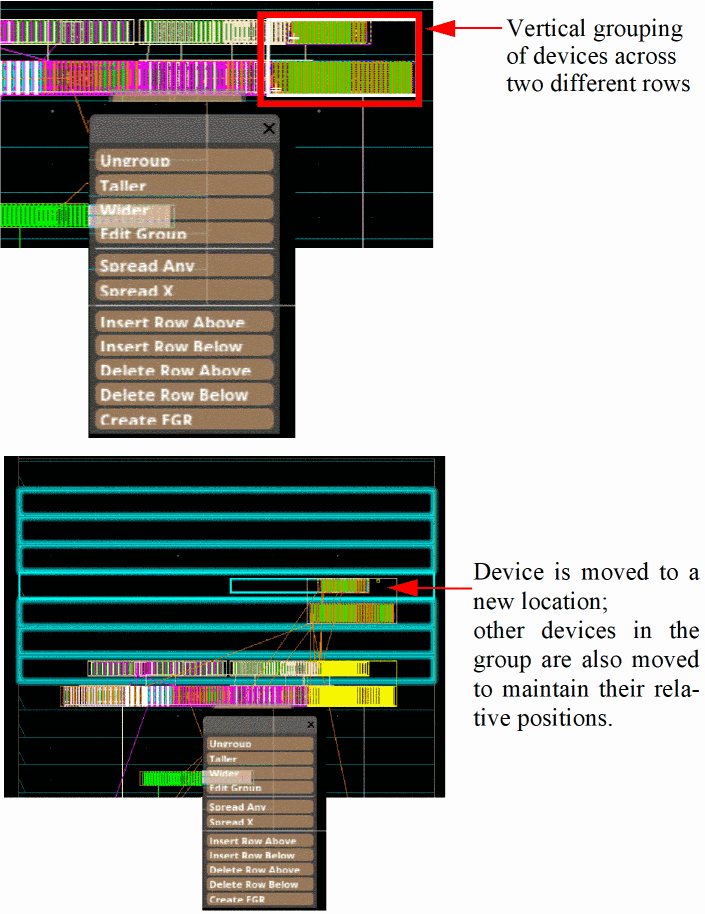 Vertical grouping
of devices across
two different rows
Ungroup
Taller
Wider
Edit Group
Spread Any
Spread X
Insert Row Above
Insert Row Below
Delete Row Above
Delete Row Below
Create FGR
Device is moved to a
new location;
other devices in the
group are also moved
to maintain their rela-
tive positions.
Ungroup
Taller
Wider
Edit Group
Spread Any
Spread X
Insert Row Above
Insert Row Below
Delete Row Above
Delete Row Below
Create FGR